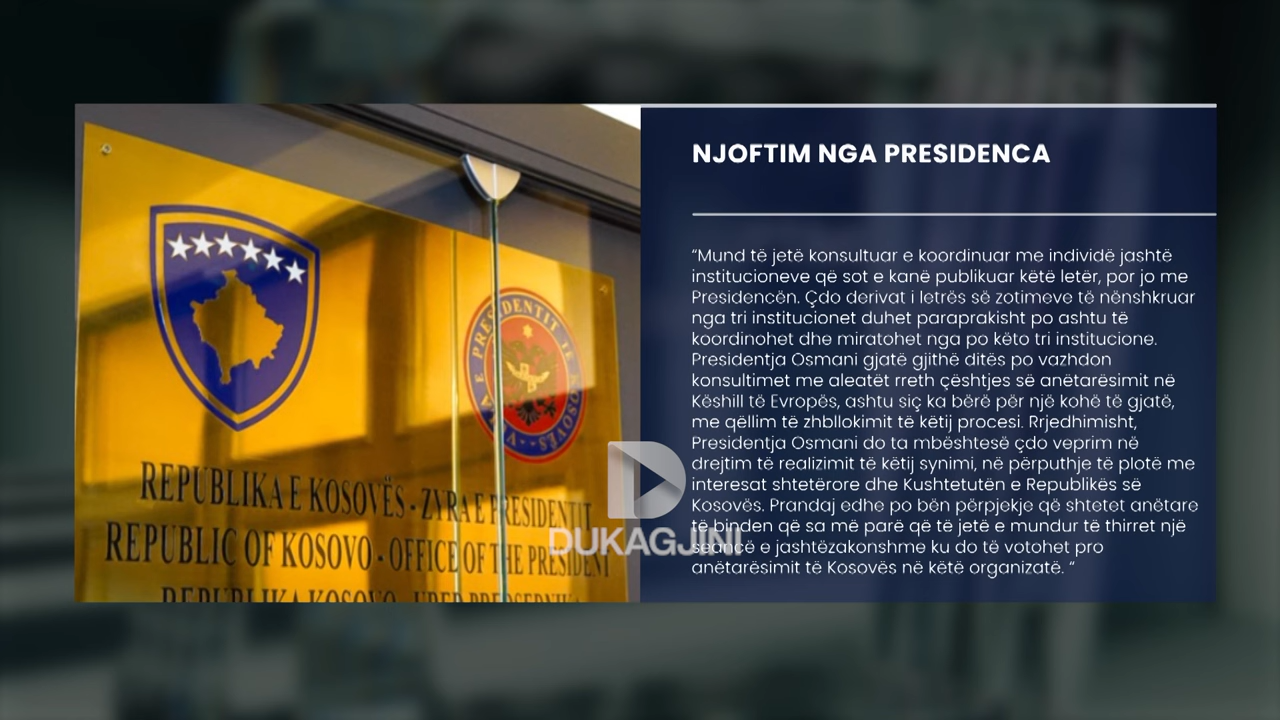 NJOFTIM NGA PRESIDENCA
“Mund të jetë konsultuar e koordinuar me individë jashtë
institucioneve që sot e kanë publikuar këtë letër, por jo me
Presidencën. Çdo derivat i letrës së zotimeve të nënshkruar
nga tri institucionet duhet paraprakisht po ashtu të
koordinohet dhe miratohet nga po këto tri institucione.
Presidentja Osmani gjatë gjithë ditës po vazhdon
konsultimet me aleatët rreth çështjes së anëtarësimit në
Këshill të Evropës, ashtu siç ka bërë për një kohë të gjatë,
me qëllim të zhbllokimit të këtij procesi. Rrjedhimisht,
Presidentja Osmani do ta mbështesë çdo veprim në
drejtim të realizimit të këtij synimi, në përputhje të plotë me
interesat shtetërore dhe Kushtetutën e Republikës së
Kosovës. Prandaj edhe po bën përpjekje që shtetet anëtare
të binden që sa më parë që të jetë e mundur të thirret një
seancë e jashtëzakonshme ku do të votohet pro
anëtarësimit të Kosovës në këtë organizatë. “
REPUBLIKA E KOSOVËS - ZYRA E PRESIDENTIT
REPUBLIC OF KOSOVO - OFFICE OF THE PRESIDENT
REPUBLIKA KOSOVO - URED PREDSEDNIKA
DUKAGJINI